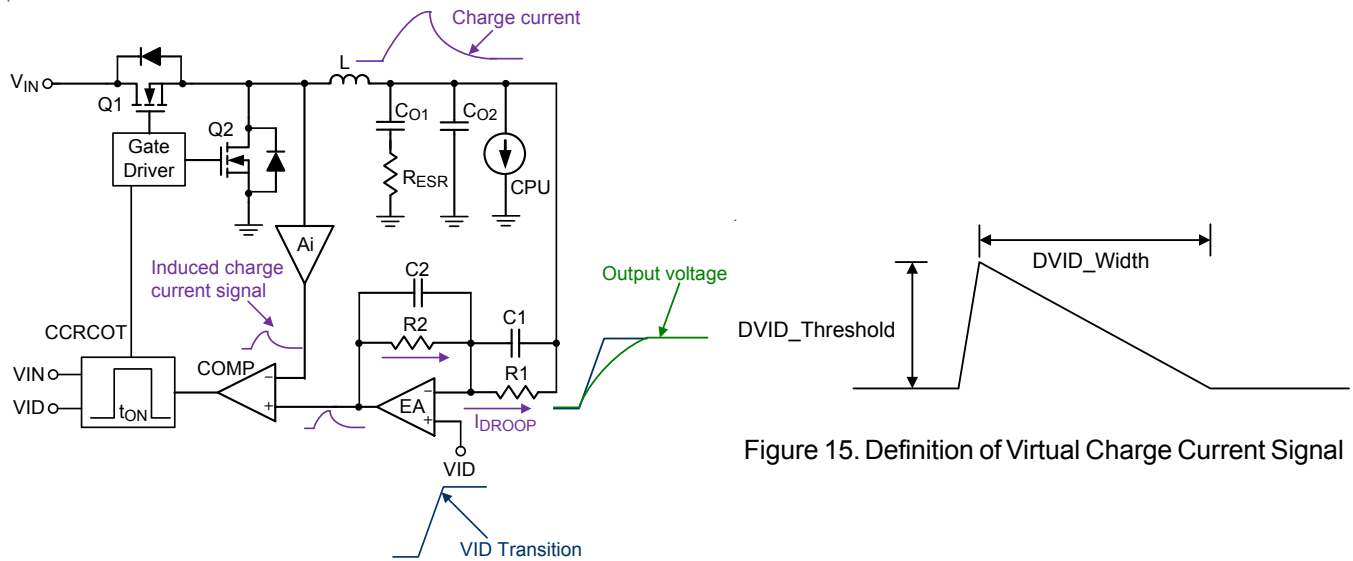 Charge current
L
VIN
Q1
CO1
CO2
Q2
Gate
Driver
RESR
CPU
Ai
Induced charge
current signal
C2
Output voltage
DVID_Width
DVID_Threshold
CCRCOT
R2
C1
COMP
VIN
R1
VID
tON
EA
IDROOP
VID
Figure 15. Definition of Virtual Charge Current Signal
VID Transition